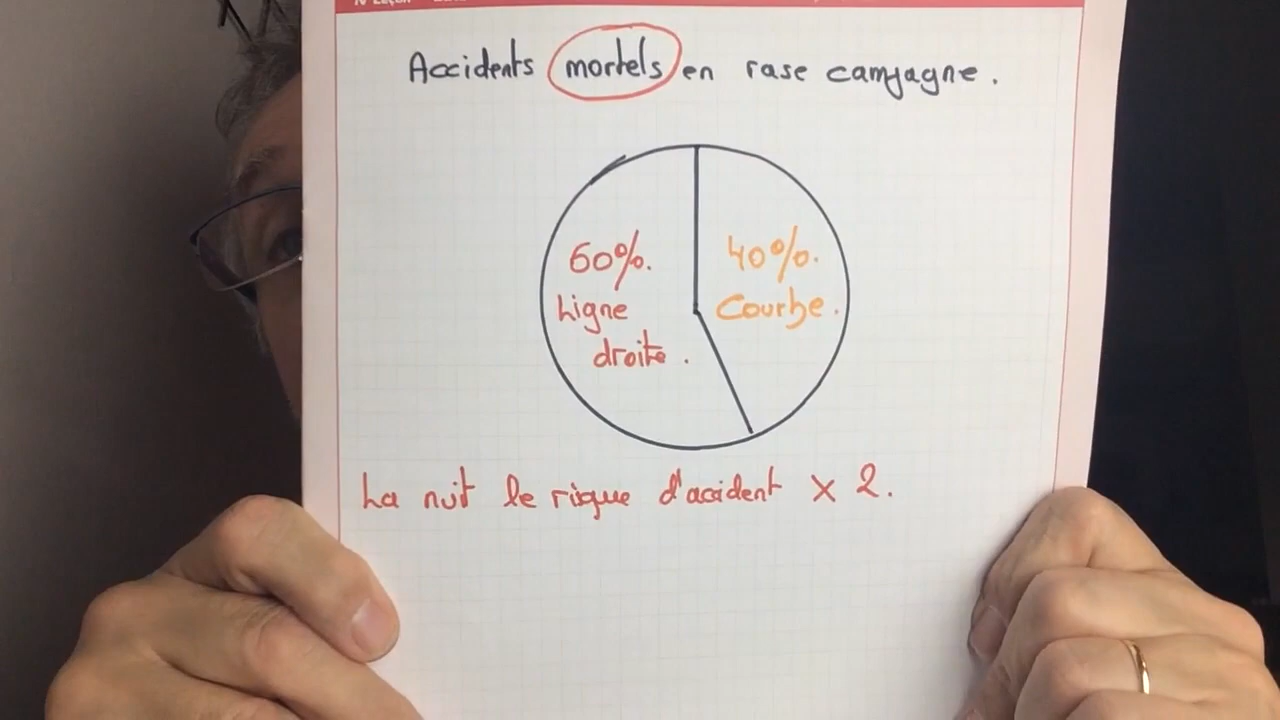 Accidents mortels en rase campagne.
60%.
Ligne
droite.
40%.
Courbe.
La nuit le risque d'accident x 2.